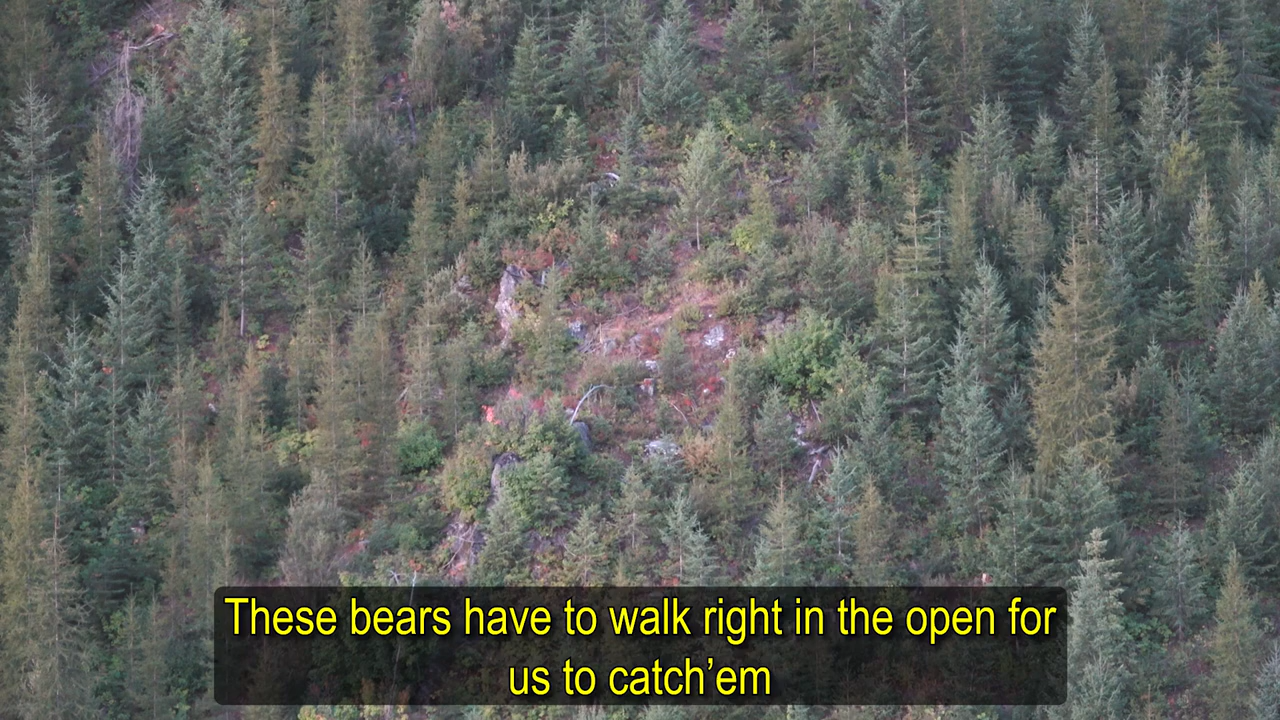 These bears have to walk right in the open for
us to catch’em